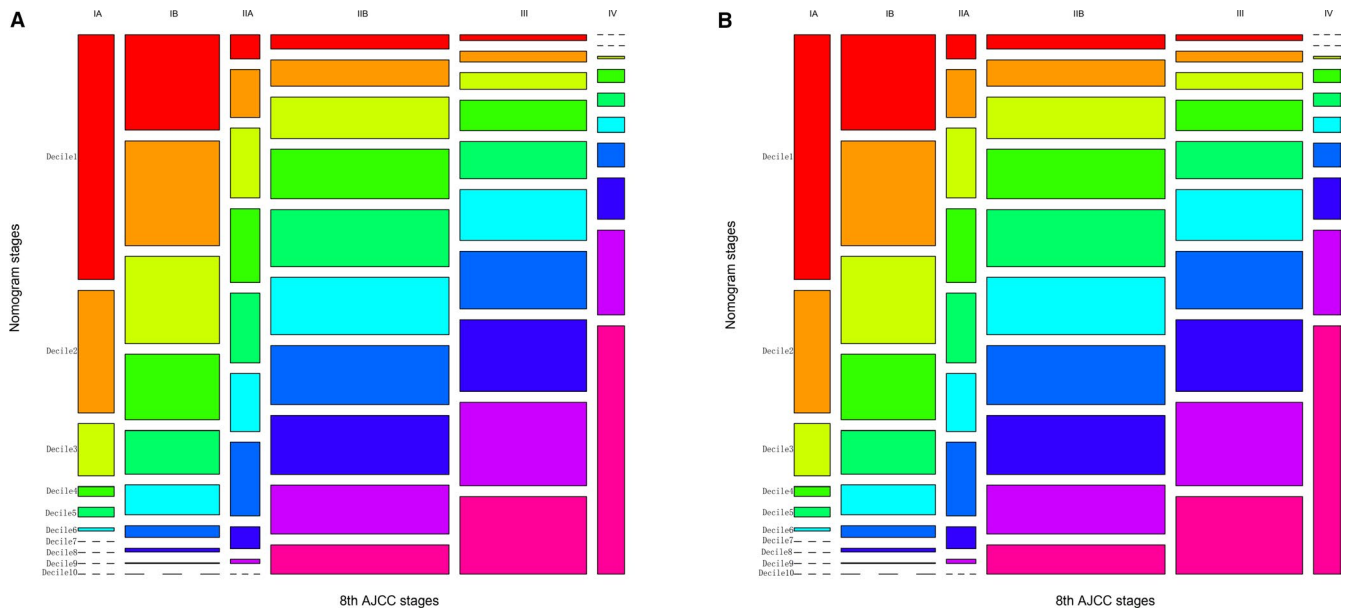 A
IA IB IIA IIB III IV
Decile1
Decile2
Decile3
Decile4
Decile5
Decile6
Decile7
Decile8
Decile9
Decile10
Nomogram stages
8th AJCC stages
B
IA IB IIA IIB III IV
Decile1
Decile2
Decile3
Decile4
Decile5
Decile6
Decile7
Decile8
Decile9
Decile10
Nomogram stages
8th AJCC stages